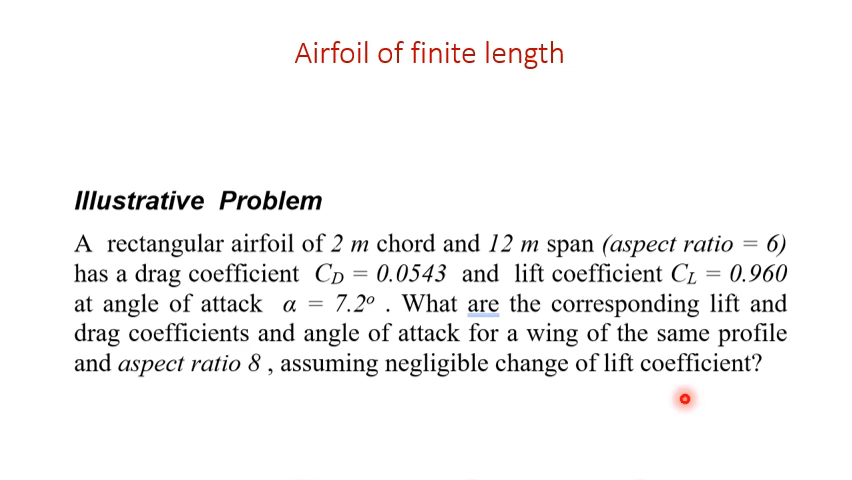 Airfoil of finite length
Illustrative Problem
A rectangular airfoil of 2 m chord and 12 m span (aspect ratio = 6)
has a drag coefficient C_D = 0.0543 and lift coefficient C_L = 0.960
at angle of attack α = 7.2° . What are the corresponding lift and
drag coefficients and angle of attack for a wing of the same profile
and aspect ratio 8 , assuming negligible change of lift coefficient?